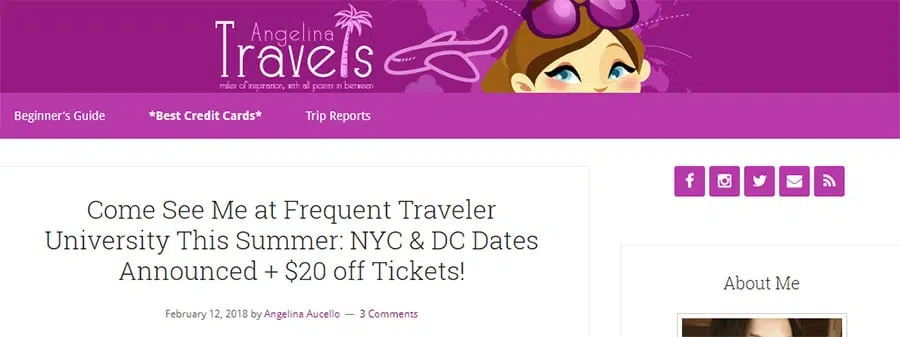 Angelina
Travels
miles of inspiration, with all points in between
Beginner's Guide
*Best Credit Cards*
Trip Reports
Come See Me at Frequent Traveler
University This Summer: NYC & DC Dates
Announced + $20 off Tickets!
February 12, 2018 by Angelina Aucello — 3 Comments
About Me